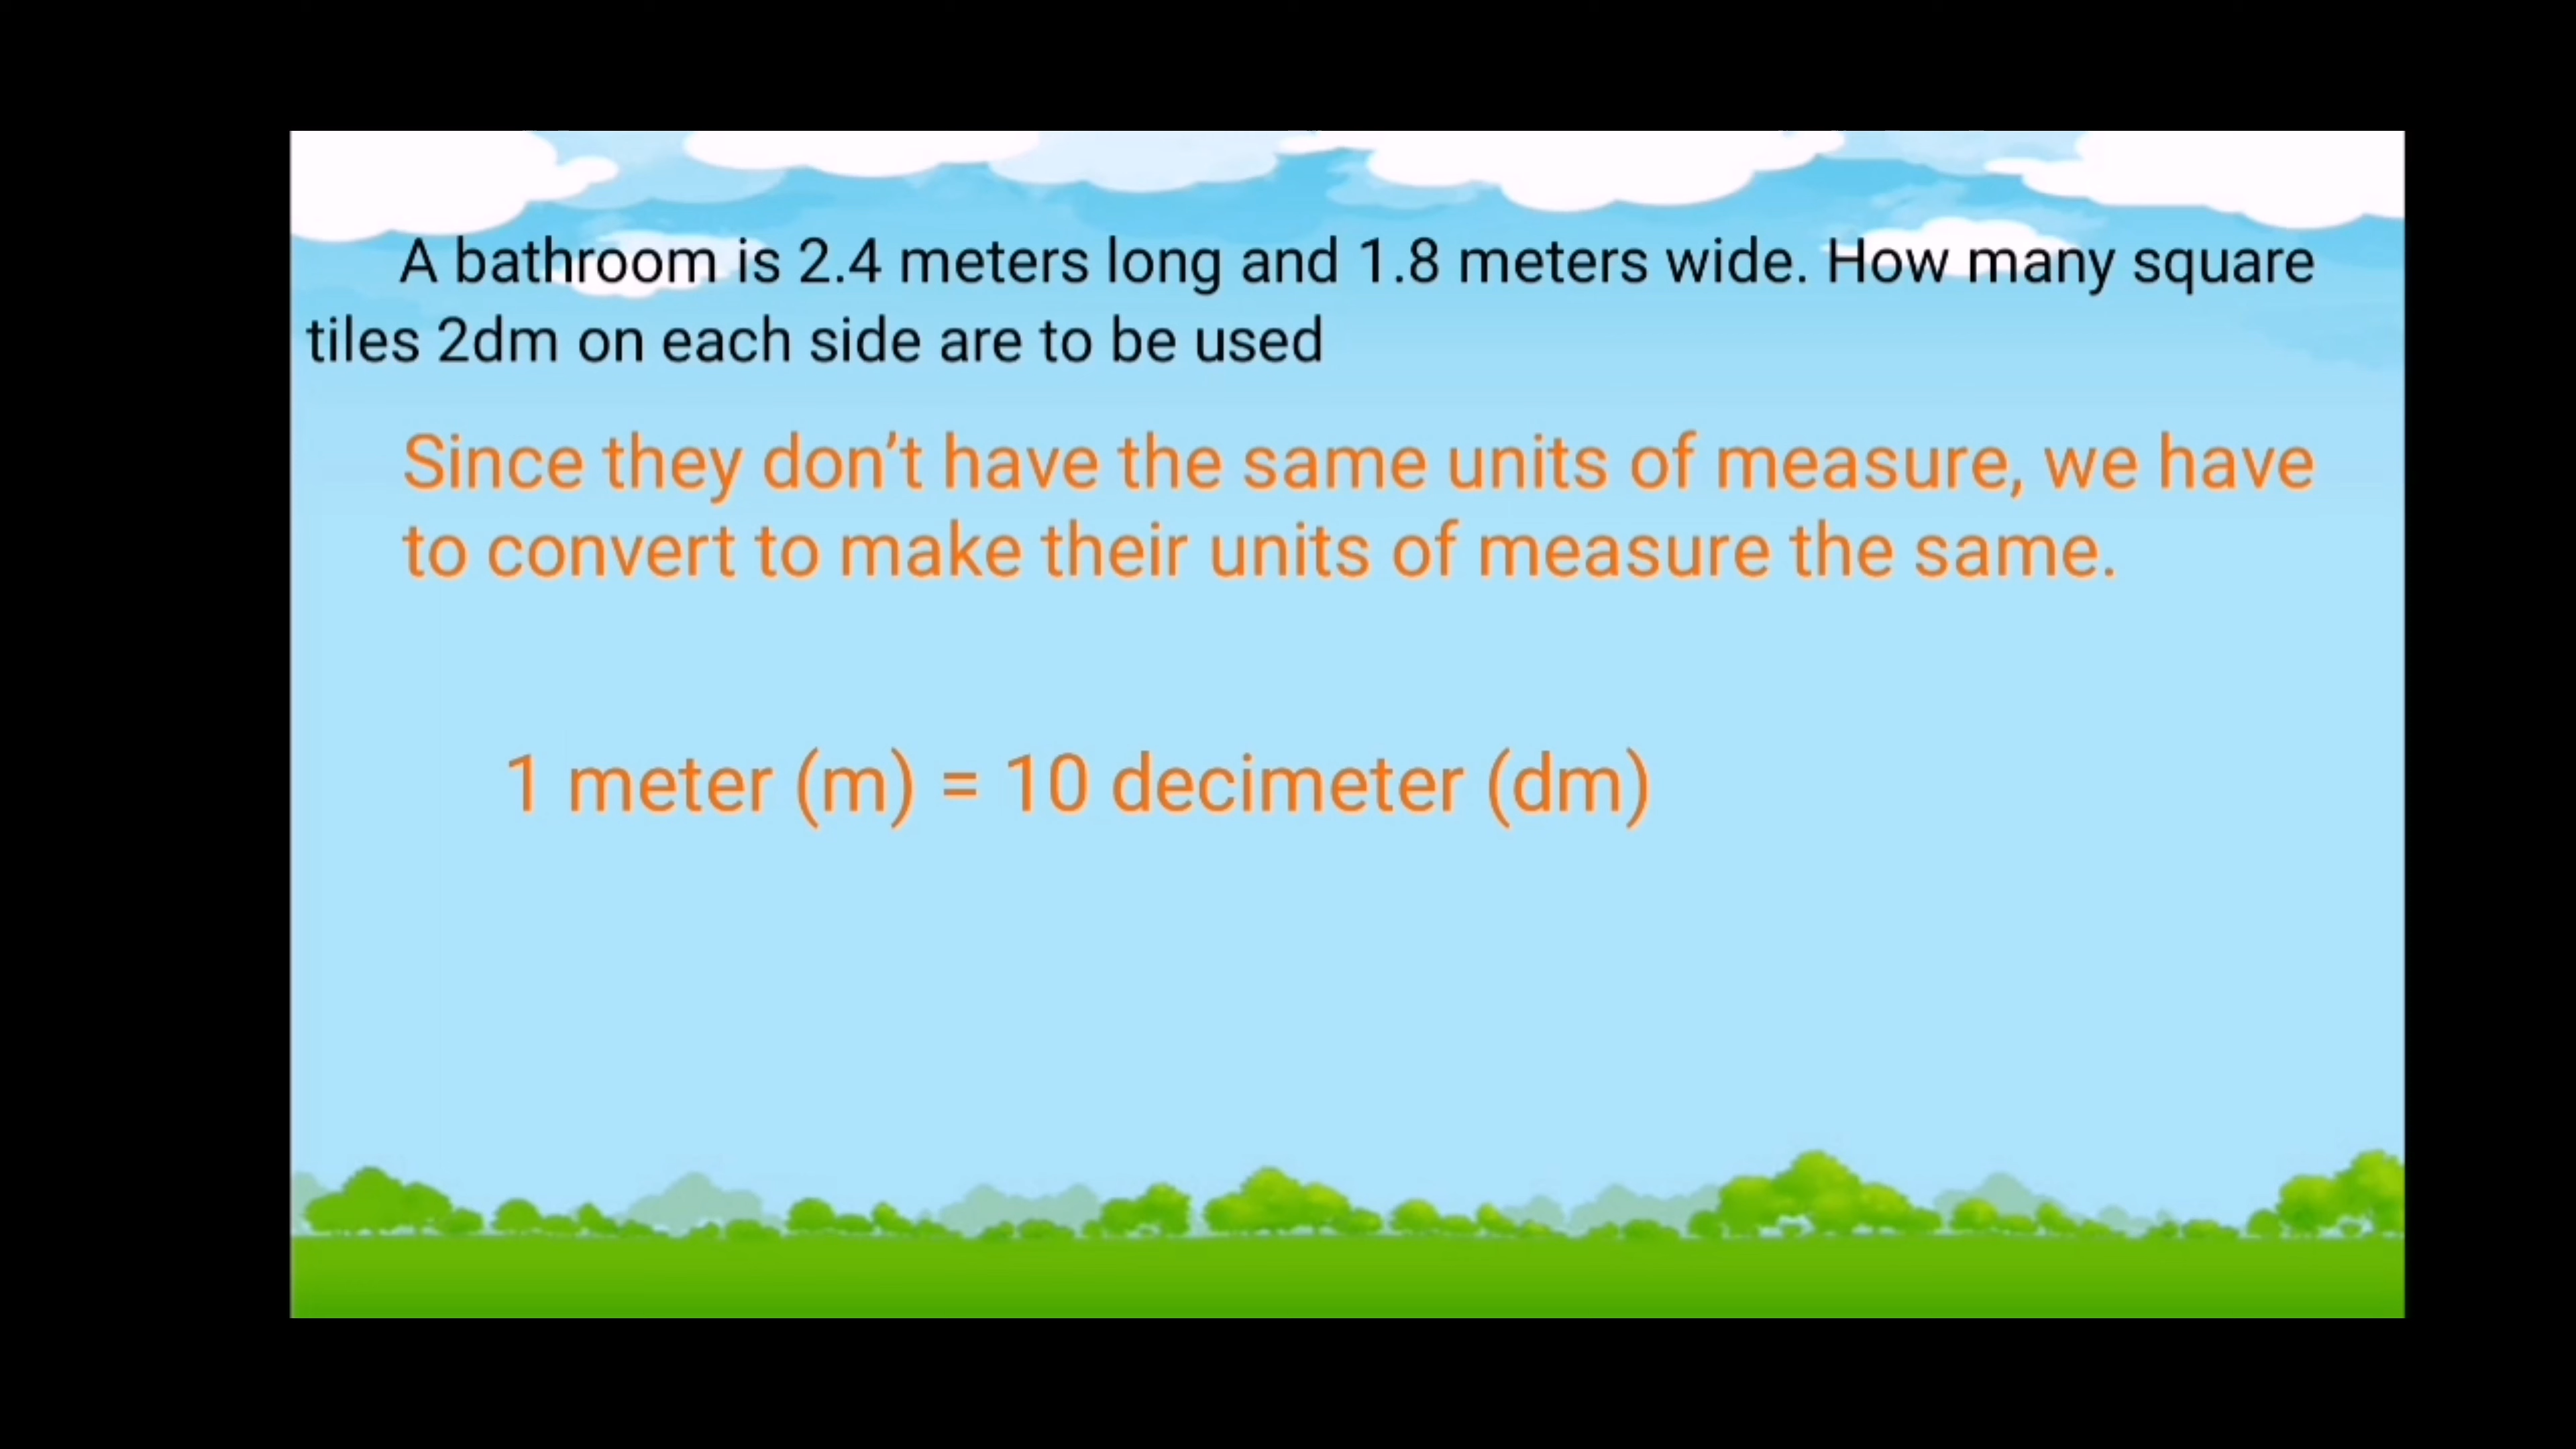 A bathroom is 2.4 meters long and 1.8 meters wide. How many square
tiles 2dm on each side are to be used
Since they don’t have the same units of measure, we have
to convert to make their units of measure the same.
1 meter (m) = 10 decimeter (dm)